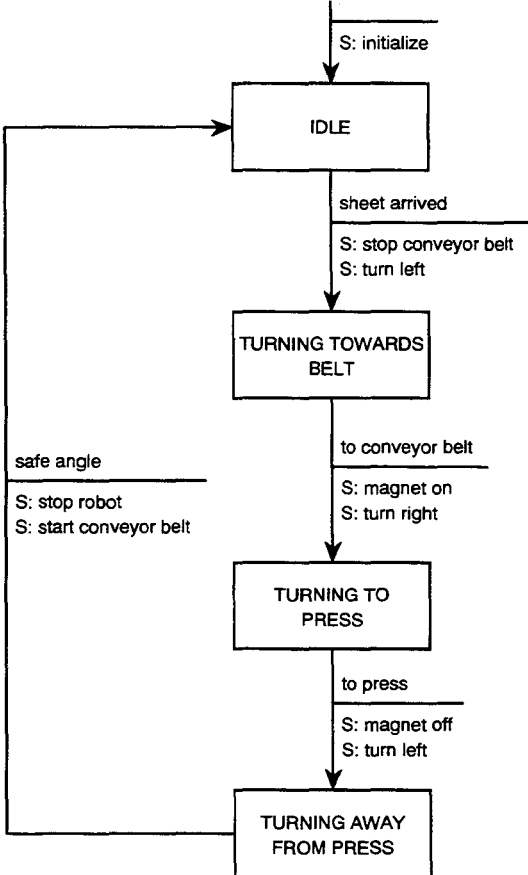 S: initialize
IDLE
sheet arrived
S: stop conveyor belt
S: turn left
TURNING TOWARDS
BELT
to conveyor belt
S: magnet on
S: turn right
safe angle
S: stop robot
S: start conveyor belt
TURNING TO
PRESS
to press
S: magnet off
S: turn left
TURNING AWAY
FROM PRESS